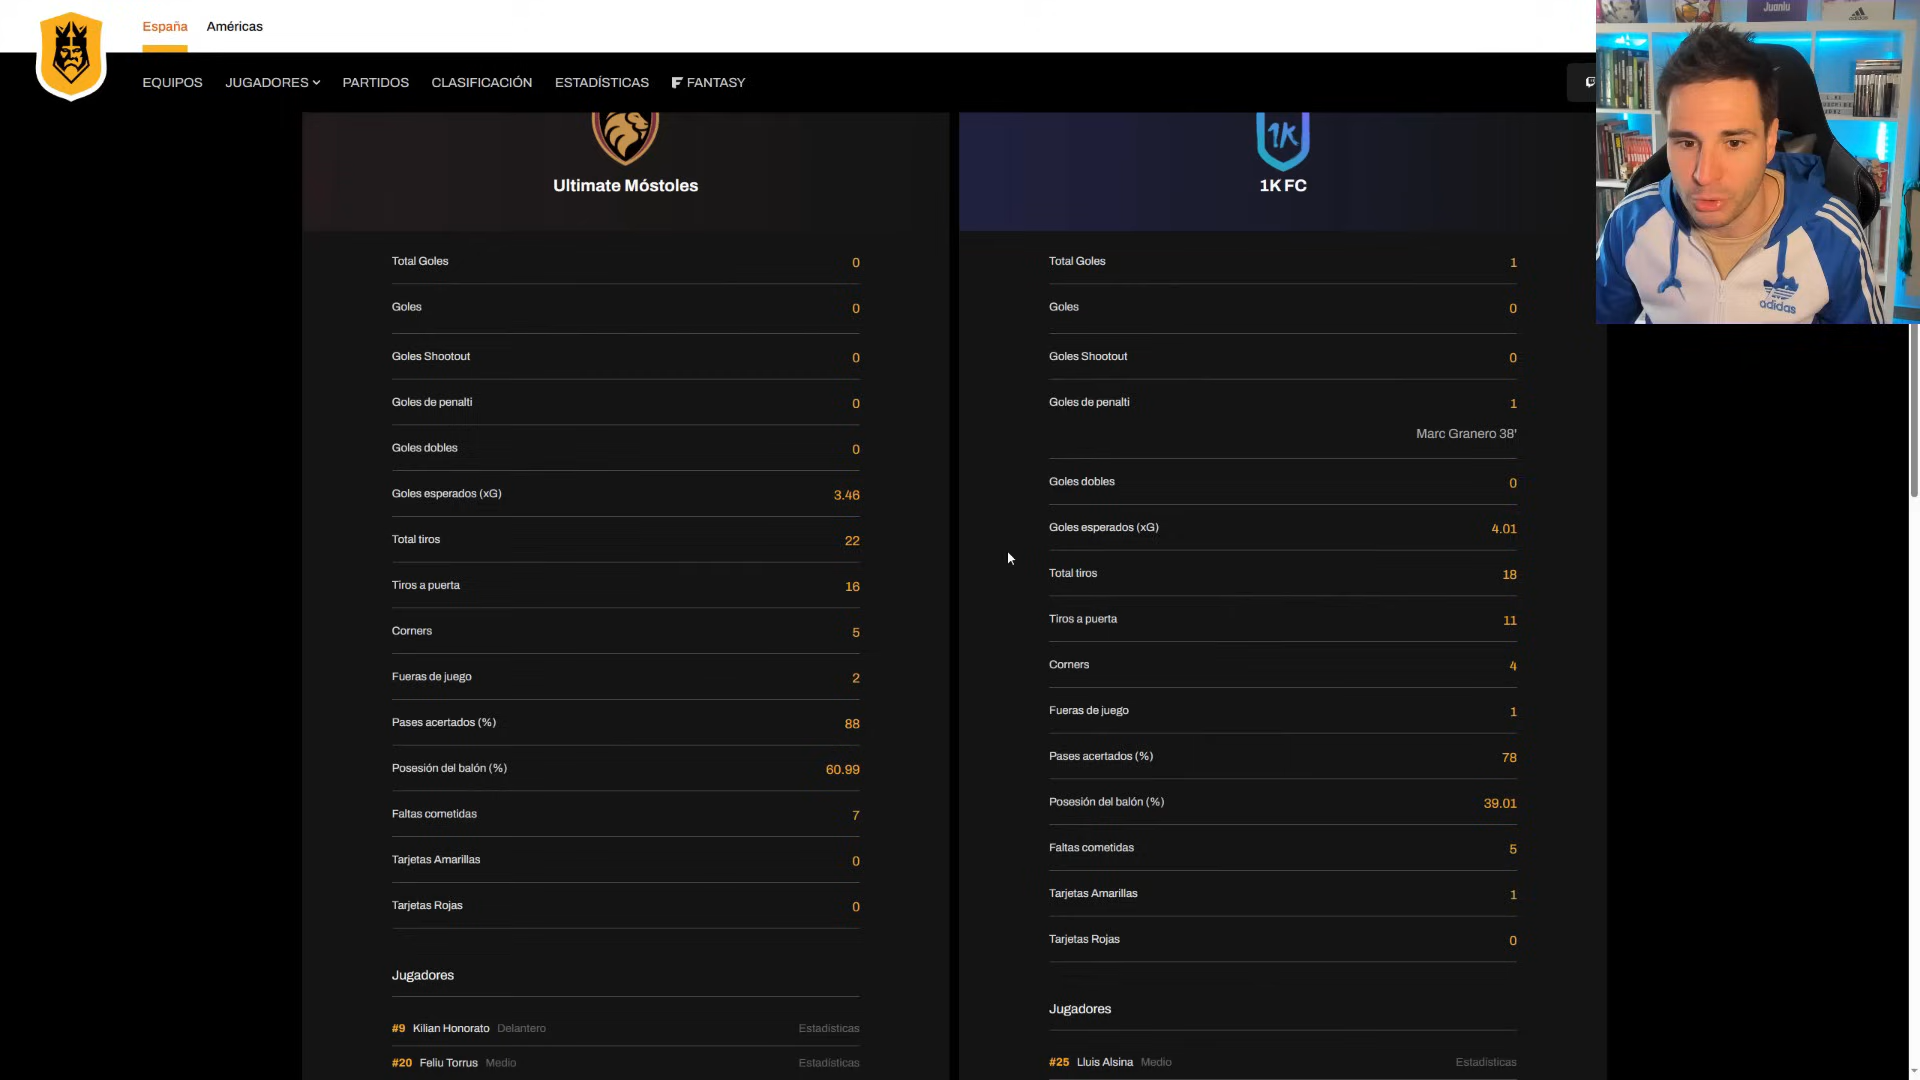 España Américas
EQUIPOS JUGADORES PARTIDOS CLASIFICACIÓN ESTADÍSTICAS FANTASY
Juanlu
adidas
1K
Ultimate Móstoles
1K FC
Total Goles 0
Goles 0
Goles Shootout 0
Goles de penalti 0
Goles dobles 0
Goles esperados (xG) 3.46
Total tiros 22
Tiros a puerta 16
Corners 5
Fueras de juego 2
Pases acertados (%) 88
Posesión del balón (%) 60.99
Faltas cometidas 7
Tarjetas Amarillas 0
Tarjetas Rojas 0
Jugadores
#9 Kilian Honorato Delantero Estadísticas
#20 Feliu Torrus Medio Estadísticas
Total Goles 1
Goles 0
Goles Shootout 0
Goles de penalti 1
Marc Granero 38'
Goles dobles 0
Goles esperados (xG) 4.01
Total tiros 18
Tiros a puerta 11
Corners 4
Fueras de juego 1
Pases acertados (%) 78
Posesión del balón (%) 39.01
Faltas cometidas 5
Tarjetas Amarillas 1
Tarjetas Rojas 0
Jugadores
#25 Lluis Alsina Medio Estadísticas